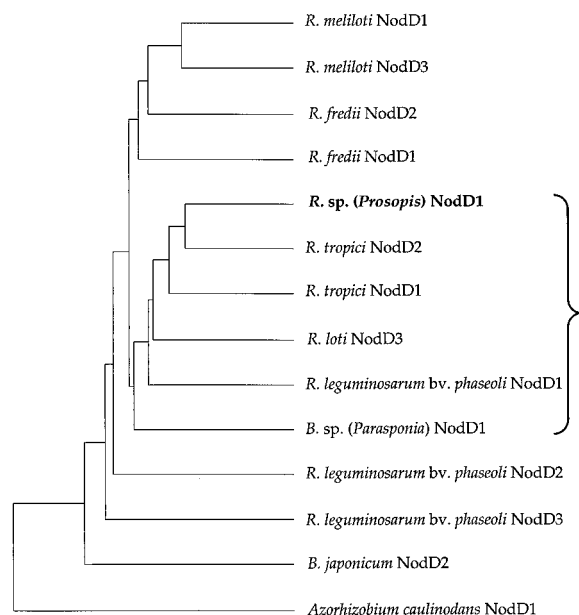 R. meliloti NodD1
R. meliloti NodD3
R. fredii NodD2
R. fredii NodD1
R. sp. (Prosopis) NodD1
R. tropici NodD2
R. tropici NodD1
R. loti NodD3
R. leguminosarum bv. phaseoli NodD1
B. sp. (Parasponia) NodD1
R. leguminosarum bv. phaseoli NodD2
R. leguminosarum bv. phaseoli NodD3
B. japonicum NodD2
Azorhizobium caulinodans NodD1